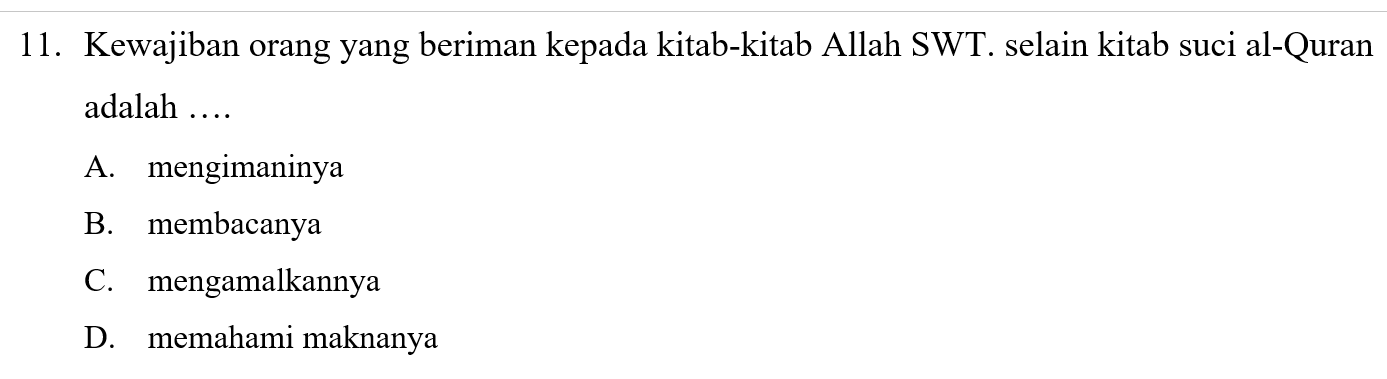 11. Kewajiban orang yang beriman kepada kitab-kitab Allah SWT. selain kitab suci al-Quran
adalah ….
A. mengimaninya
B. membacanya
C. mengamalkannya
D. memahami maknanya